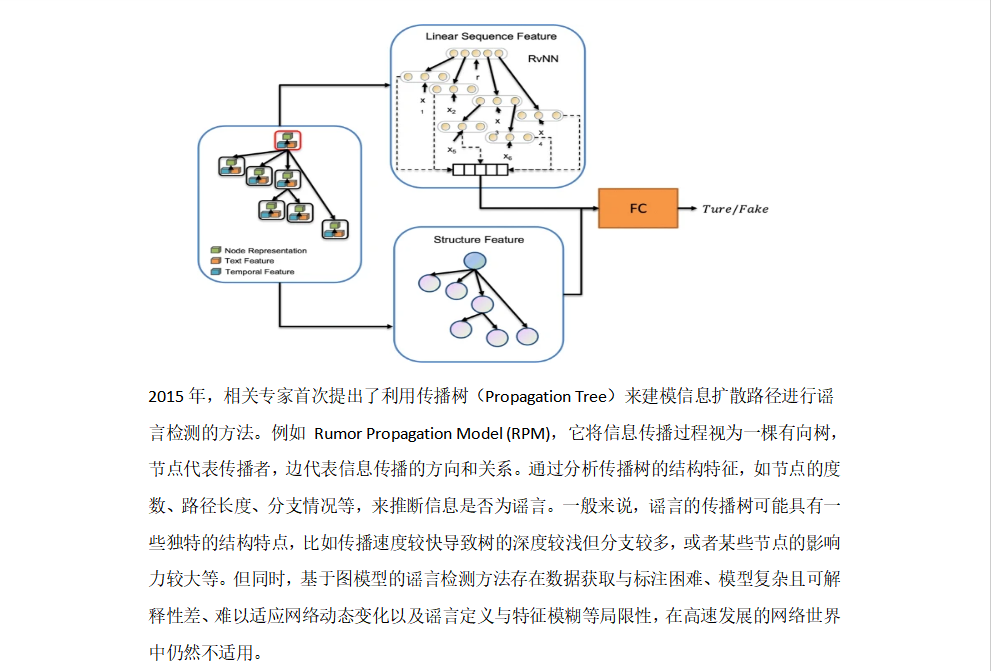 Linear Sequence Feature
RvNN
r
x
1
x2
x
3
x
4
x5
x6
Node Representation
Text Feature
Temporal Feature
FC
Ture/Fake
Structure Feature
2015 年，相关专家首次提出了利用传播树（Propagation Tree）来建模信息扩散路径进行谣
言检测的方法。例如 Rumor Propagation Model (RPM)，它将信息传播过程视为一棵有向树，
节点代表传播者，边代表信息传播的方向和关系。通过分析传播树的结构特征，如节点的度
数、路径长度、分支情况等，来推断信息是否为谣言。一般来说，谣言的传播树可能具有一
些独特的结构特点，比如传播速度较快导致树的深度较浅但分支较多，或者某些节点的影响
力较大等。但同时，基于图模型的谣言检测方法存在数据获取与标注困难、模型复杂且可解
释性差、难以适应网络动态变化以及谣言定义与特征模糊等局限性，在高速发展的网络世界
中仍然不适用。